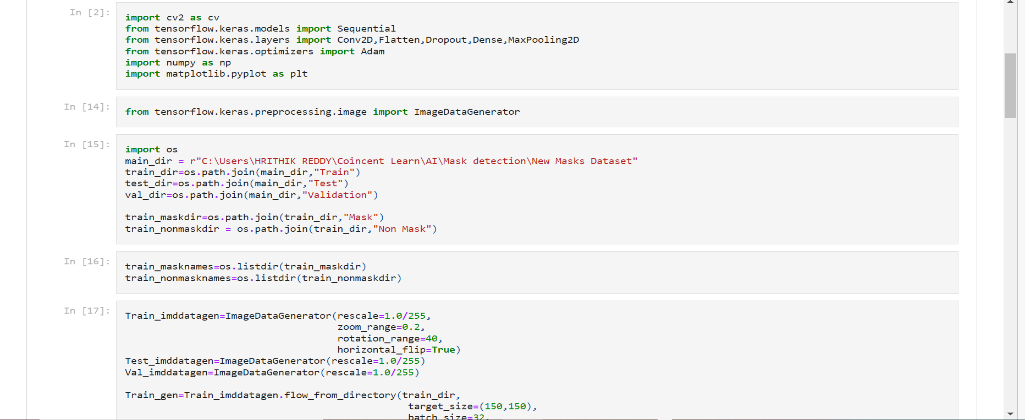 In [2]:
import cv2 as cv
from tensorflow.keras.models import Sequential
from tensorflow.keras.layers import Conv2D,Flatten,Dropout,Dense,MaxPooling2D
from tensorflow.keras.optimizers import Adam
import numpy as np
import matplotlib.pyplot as plt
In [14]:
from tensorflow.keras.preprocessing.image import ImageDataGenerator
In [15]:
import os
main_dir = r"C:\Users\HRITHIK REDDY\Coincent Learn\AI\Mask detection\New Masks Dataset"
train_dir=os.path.join(main_dir,"Train")
test_dir=os.path.join(main_dir,"Test")
val_dir=os.path.join(main_dir,"Validation")
train_maskdir=os.path.join(train_dir,"Mask")
train_nonmaskdir = os.path.join(train_dir,"Non Mask")
In [16]:
train_masknames=os.listdir(train_maskdir)
train_nonmasknames=os.listdir(train_nonmaskdir)
In [17]:
Train_imddatagen=ImageDataGenerator(rescale=1.0/255,
zoom_range=0.2,
rotation_range=40,
horizontal_flip=True)
Test_imddatagen=ImageDataGenerator(rescale=1.0/255)
Val_imddatagen=ImageDataGenerator(rescale=1.0/255)
Train_gen=Train_imddatagen.flow_from_directory(train_dir,
target_size=(150,150),
batch_size=32,